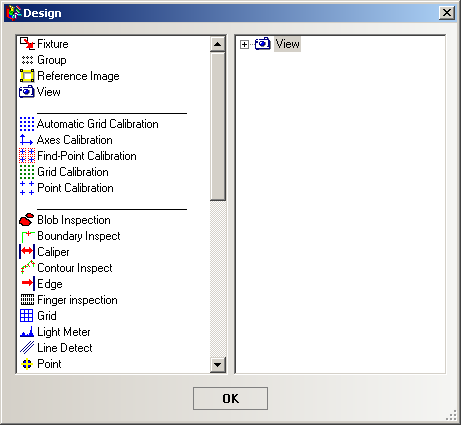 Design
Fixture
Group
Reference Image
View
Automatic Grid Calibration
Axes Calibration
Find-Point Calibration
Grid Calibration
Point Calibration
Blob Inspection
Boundary Inspect
Caliper
Contour Inspect
Edge
Finger inspection
Grid
Light Meter
Line Detect
Point
View
OK